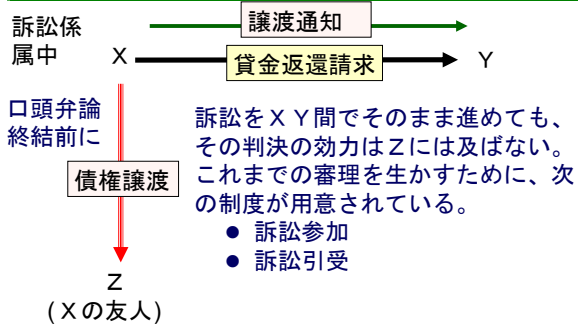 訴訟係
属中
譲渡通知
X
貸金返還請求
Y
口頭弁論
終結前に
訴訟をＸＹ間でそのまま進めても、
その判決の効力はＺには及ばない。
これまでの審理を生かすために、次
の制度が用意されている。
● 訴訟参加
● 訴訟引受
債権譲渡
Z
(Ｘの友人)